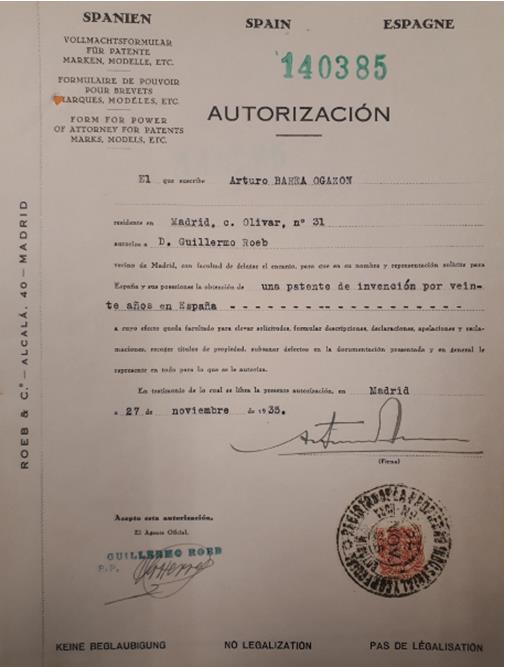 SPANIEN
SPAIN
ESPAGNE
VOLLMACHTSFORMULAR
FÜR PATENTE
MARKEN, MODELLE, ETC.
FORMULAIRE DE POUVOIR
POUR BREVETS
MARQUES, MODÈLES, ETC.
FORM FOR POWER
OF ATTORNEY FOR PATENTS
MARKS, MODELS, ETC.
140385
AUTORIZACIÓN
El que suscribe Arturo BAREA OGAZON
residente en Madrid, c. Olivar, nº 31
autoriza a D. Guillermo Roeb
vecino de Madrid, con facultad de delegar el encargo, para que en su nombre y representación solicite para
España y sus posesiones la obtención de una patente de invención por vein-
te años en España - - - - - - - - - - - - - - - - - -
a cuyo efecto queda facultado para elevar solicitudes, formular descripciones, declaraciones, apelaciones y recla-
maciones, recoger títulos de propiedad, subsanar defectos en la documentación presentada y en general le
represente en todo para lo que se le autoriza.
En testimonio de lo cual se libra la presente autorización, en Madrid
a 27 de noviembre de 1935.
(Firma)
Acepto esta autorización,
El Agente Oficial,
GUILLERMO ROEB
P.P.
ROEB & C.ª - ALCALÁ, 40 - MADRID
KEINE BEGLAUBIGUNG
NO LEGALIZATION
PAS DE LÉGALISATION